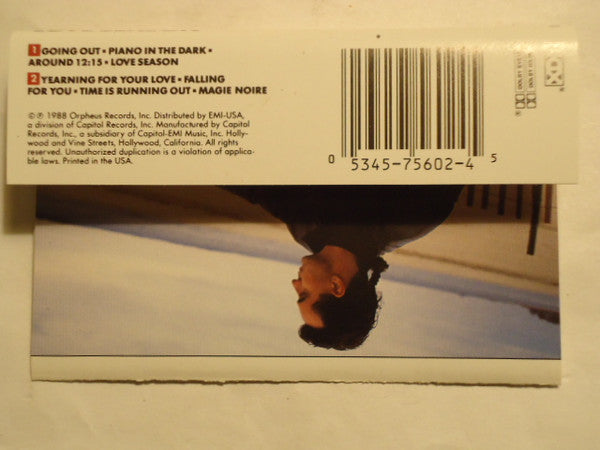 1 GOING OUT • PIANO IN THE DARK •
AROUND 12:15 • LOVE SEASON
2 YEARNING FOR YOUR LOVE • FALLING
FOR YOU • TIME IS RUNNING OUT • MAGIE NOIRE
© ℗ 1988 Orpheus Records, Inc. Distributed by EMI-USA,
a division of Capitol Records, Inc. Manufactured by Capitol
Records, Inc., a subsidiary of Capitol-EMI Music, Inc. Holly-
wood and Vine Streets, Hollywood, California. All rights
reserved. Unauthorized duplication is a violation of applica-
ble laws. Printed in the USA.
0 5345-75602-4 5
XDR